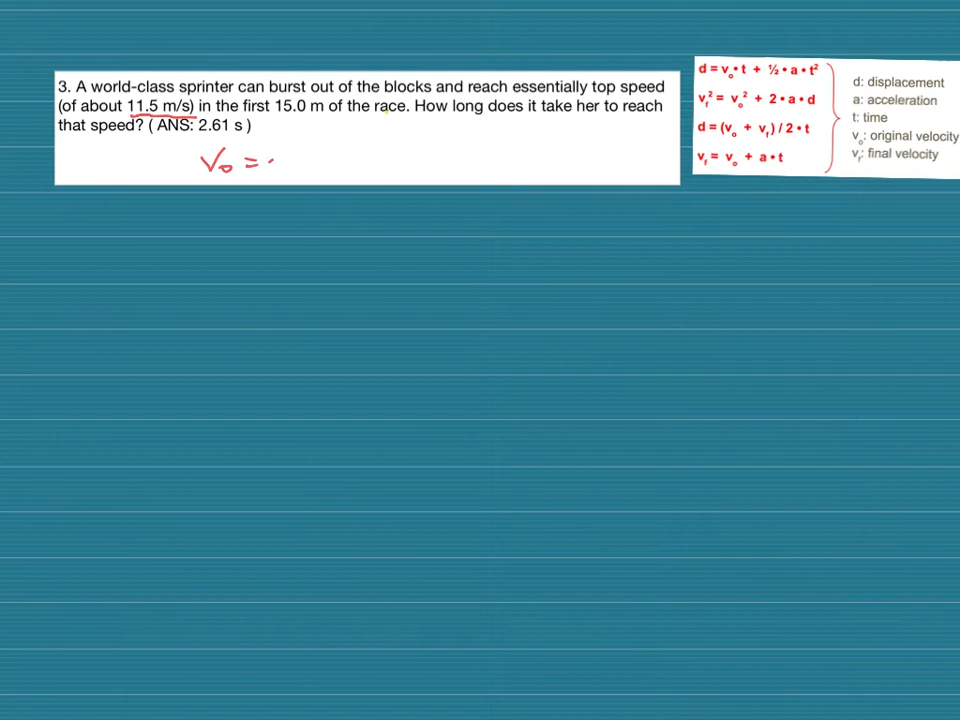 3. A world-class sprinter can burst out of the blocks and reach essentially top speed
(of about 11.5 m/s) in the first 15.0 m of the race. How long does it take her to reach
that speed? ( ANS: 2.61 s )
v₀ =
d = v₀•t + ½•a•t²
v_f² = v₀² + 2•a•d
d = (v₀ + v_f) / 2•t
v_f = v₀ + a•t
d: displacement
a: acceleration
t: time
v₀: original velocity
v_f: final velocity